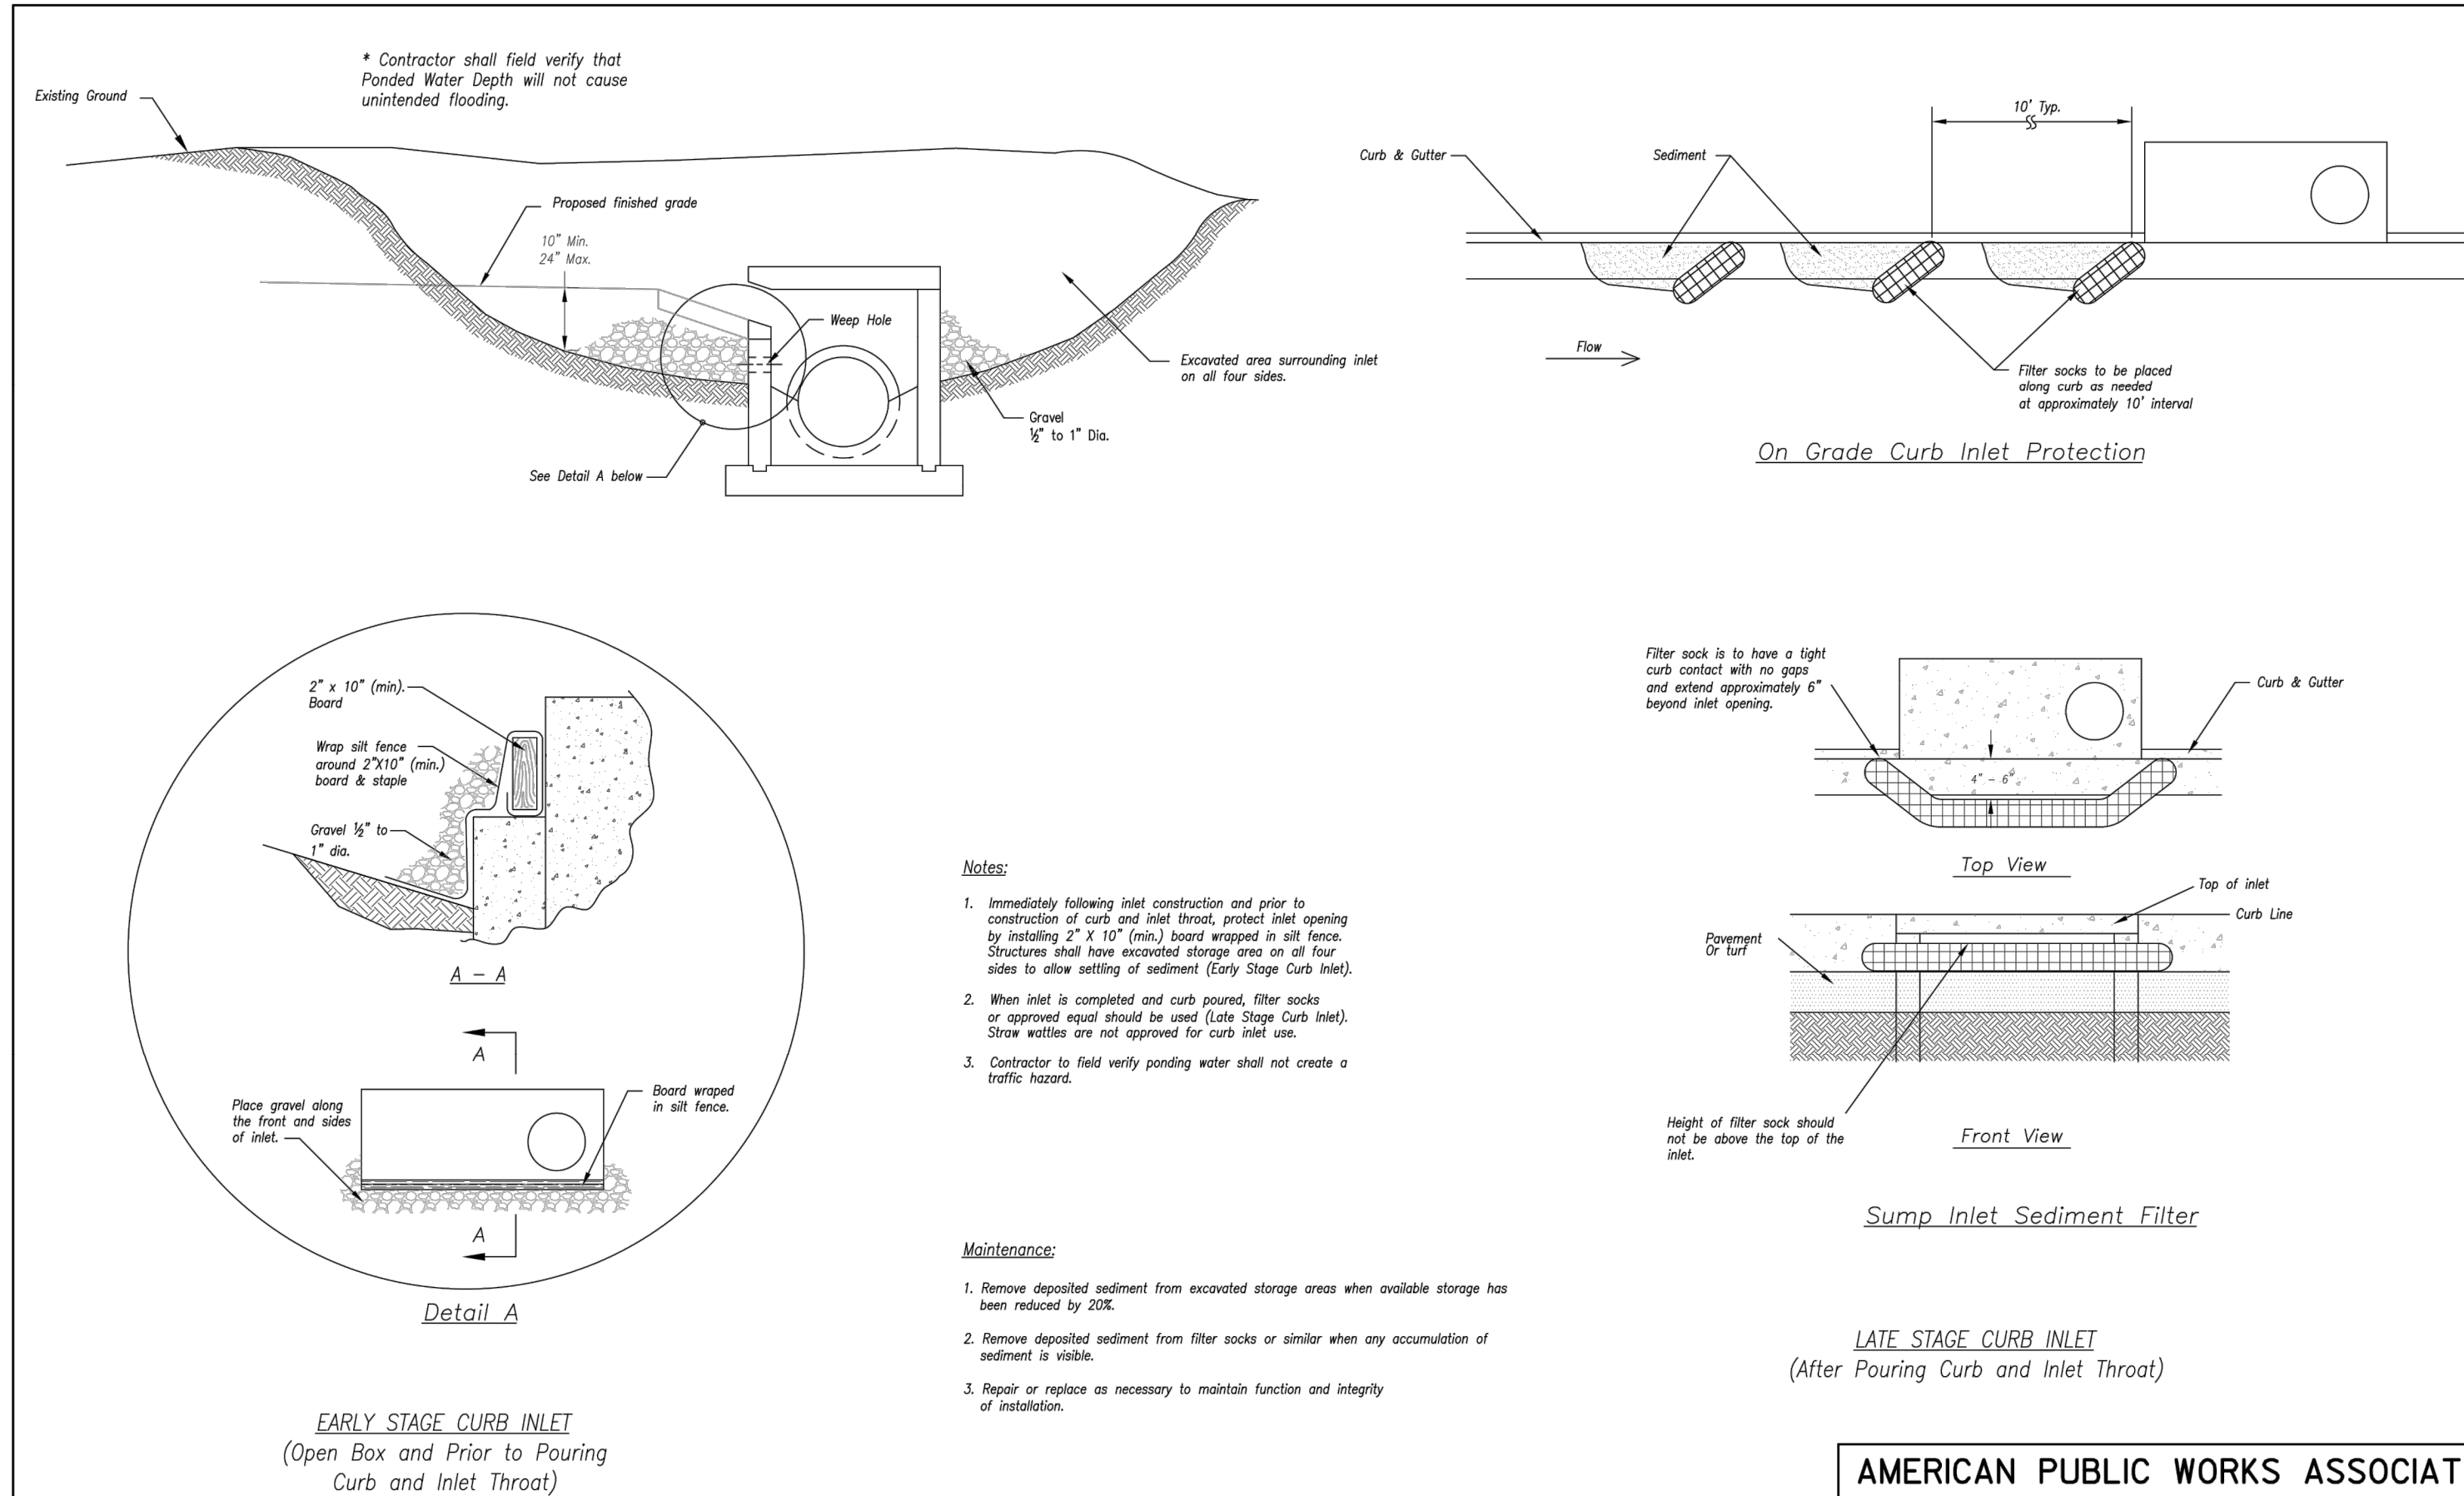 * Contractor shall field verify that
Ponded Water Depth will not cause
unintended flooding.
Existing Ground
Proposed finished grade
10" Min.
24" Max.
Weep Hole
Excavated area surrounding inlet
on all four sides.
Gravel
½" to 1" Dia.
See Detail A below
10' Typ.
Curb & Gutter
Sediment
Flow
Filter socks to be placed
along curb as needed
at approximately 10' interval
On Grade Curb Inlet Protection
2" x 10" (min).
Board
Wrap silt fence
around 2"X10" (min.)
board & staple
Gravel ½" to
1" dia.
A - A
A
Place gravel along
the front and sides
of inlet.
Board wraped
in silt fence.
A
Detail A
EARLY STAGE CURB INLET
(Open Box and Prior to Pouring
Curb and Inlet Throat)
Notes:
1. Immediately following inlet construction and prior to
construction of curb and inlet throat, protect inlet opening
by installing 2" X 10" (min.) board wrapped in silt fence.
Structures shall have excavated storage area on all four
sides to allow settling of sediment (Early Stage Curb Inlet).
2. When inlet is completed and curb poured, filter socks
or approved equal should be used (Late Stage Curb Inlet).
Straw wattles are not approved for curb inlet use.
3. Contractor to field verify ponding water shall not create a
traffic hazard.
Maintenance:
1. Remove deposited sediment from excavated storage areas when available storage has
been reduced by 20%.
2. Remove deposited sediment from filter socks or similar when any accumulation of
sediment is visible.
3. Repair or replace as necessary to maintain function and integrity
of installation.
Filter sock is to have a tight
curb contact with no gaps
and extend approximately 6"
beyond inlet opening.
Curb & Gutter
4" - 6"
Top View
Top of inlet
Curb Line
Pavement
Or turf
Height of filter sock should
not be above the top of the
inlet.
Front View
Sump Inlet Sediment Filter
LATE STAGE CURB INLET
(After Pouring Curb and Inlet Throat)
AMERICAN PUBLIC WORKS ASSOCIAT